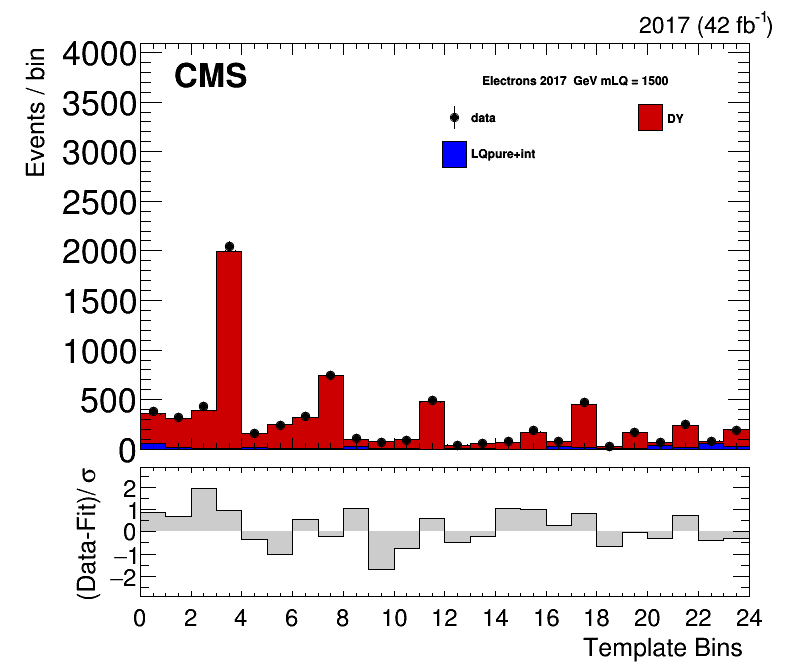 2017 (42 fb-1)
CMS
Electrons 2017 GeV mLQ = 1500
data
DY
LQpure+int
Events / bin
4000
3500
3000
2500
2000
1500
1000
500
0
(Data-Fit)/ σ
2
1
0
−1
−2
0 2 4 6 8 10 12 14 16 18 20 22 24
Template Bins